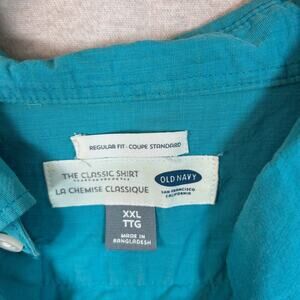 REGULAR FIT · COUPE STANDARD
THE CLASSIC SHIRT
LA CHEMISE CLASSIQUE
OLD NAVY
SAN FRANCISCO
CALIFORNIA
XXL
TTG
MADE IN
BANGLADESH